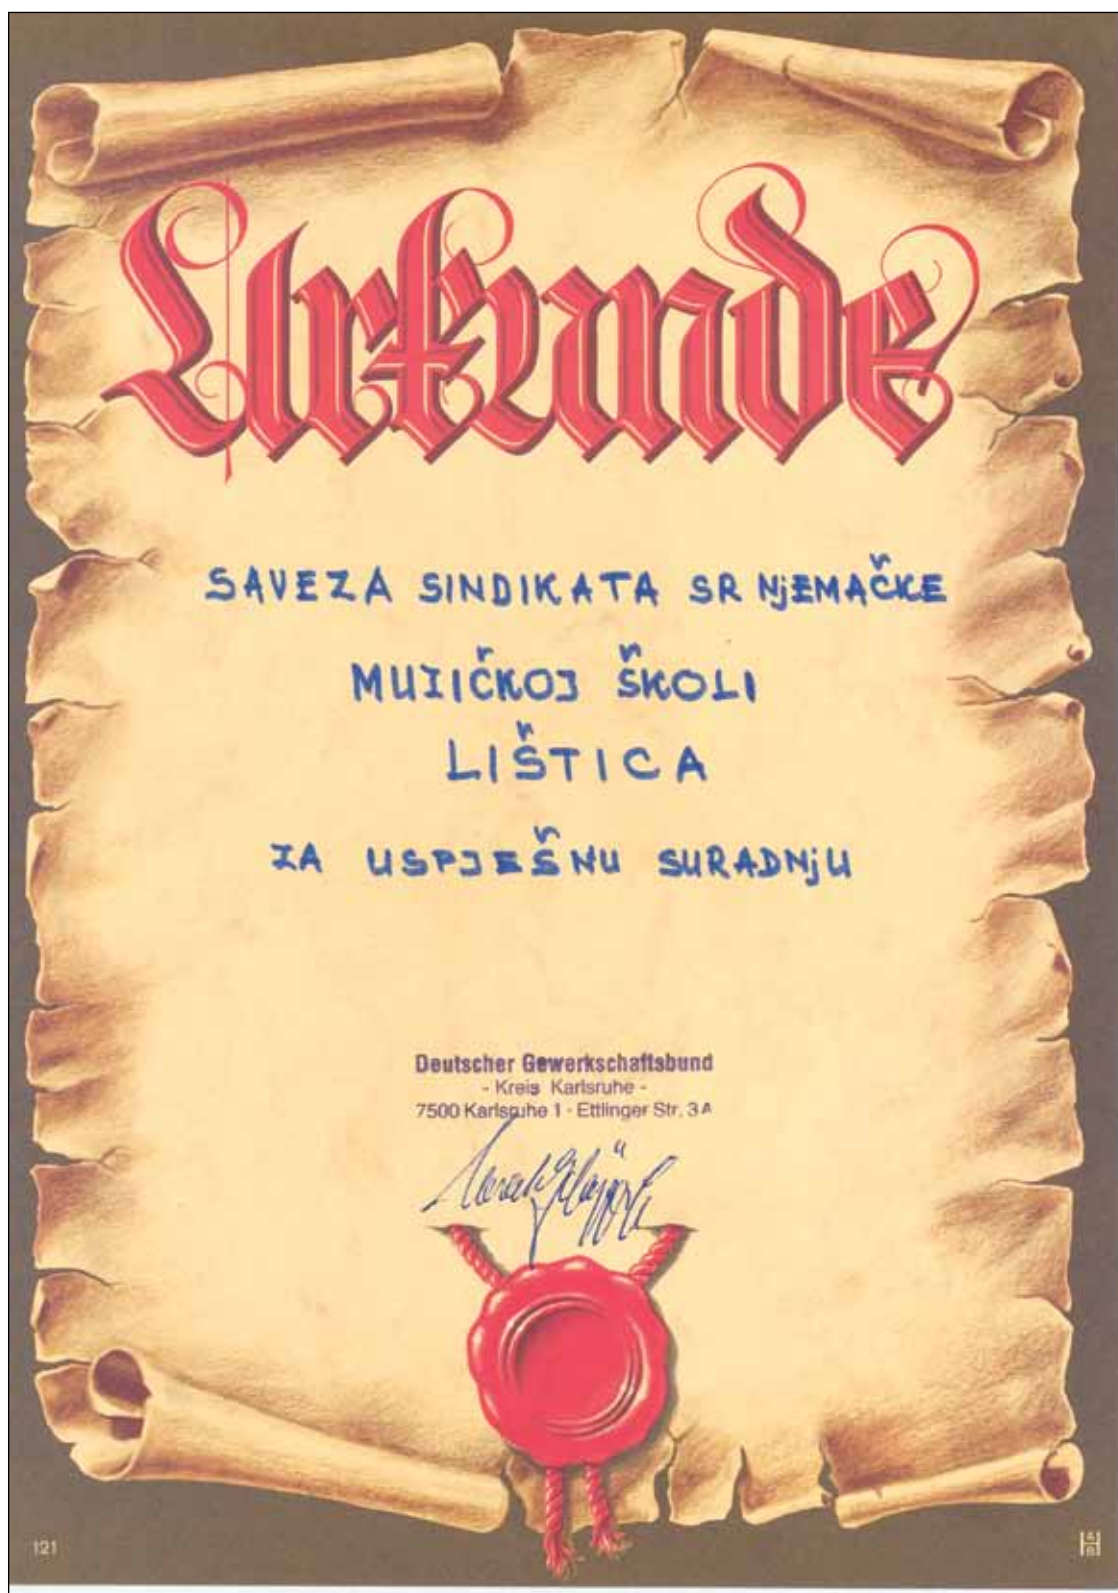 Urkunde
SAVEZA SINDIKATA SR NjEMAČKE
MUZIČKOJ ŠKOLI
LIŠTICA
ZA USPJEŠNU SURADNjU
Deutscher Gewerkschaftsbund
- Kreis Karlsruhe -
7500 Karlsruhe 1 - Ettlinger Str. 3A
121